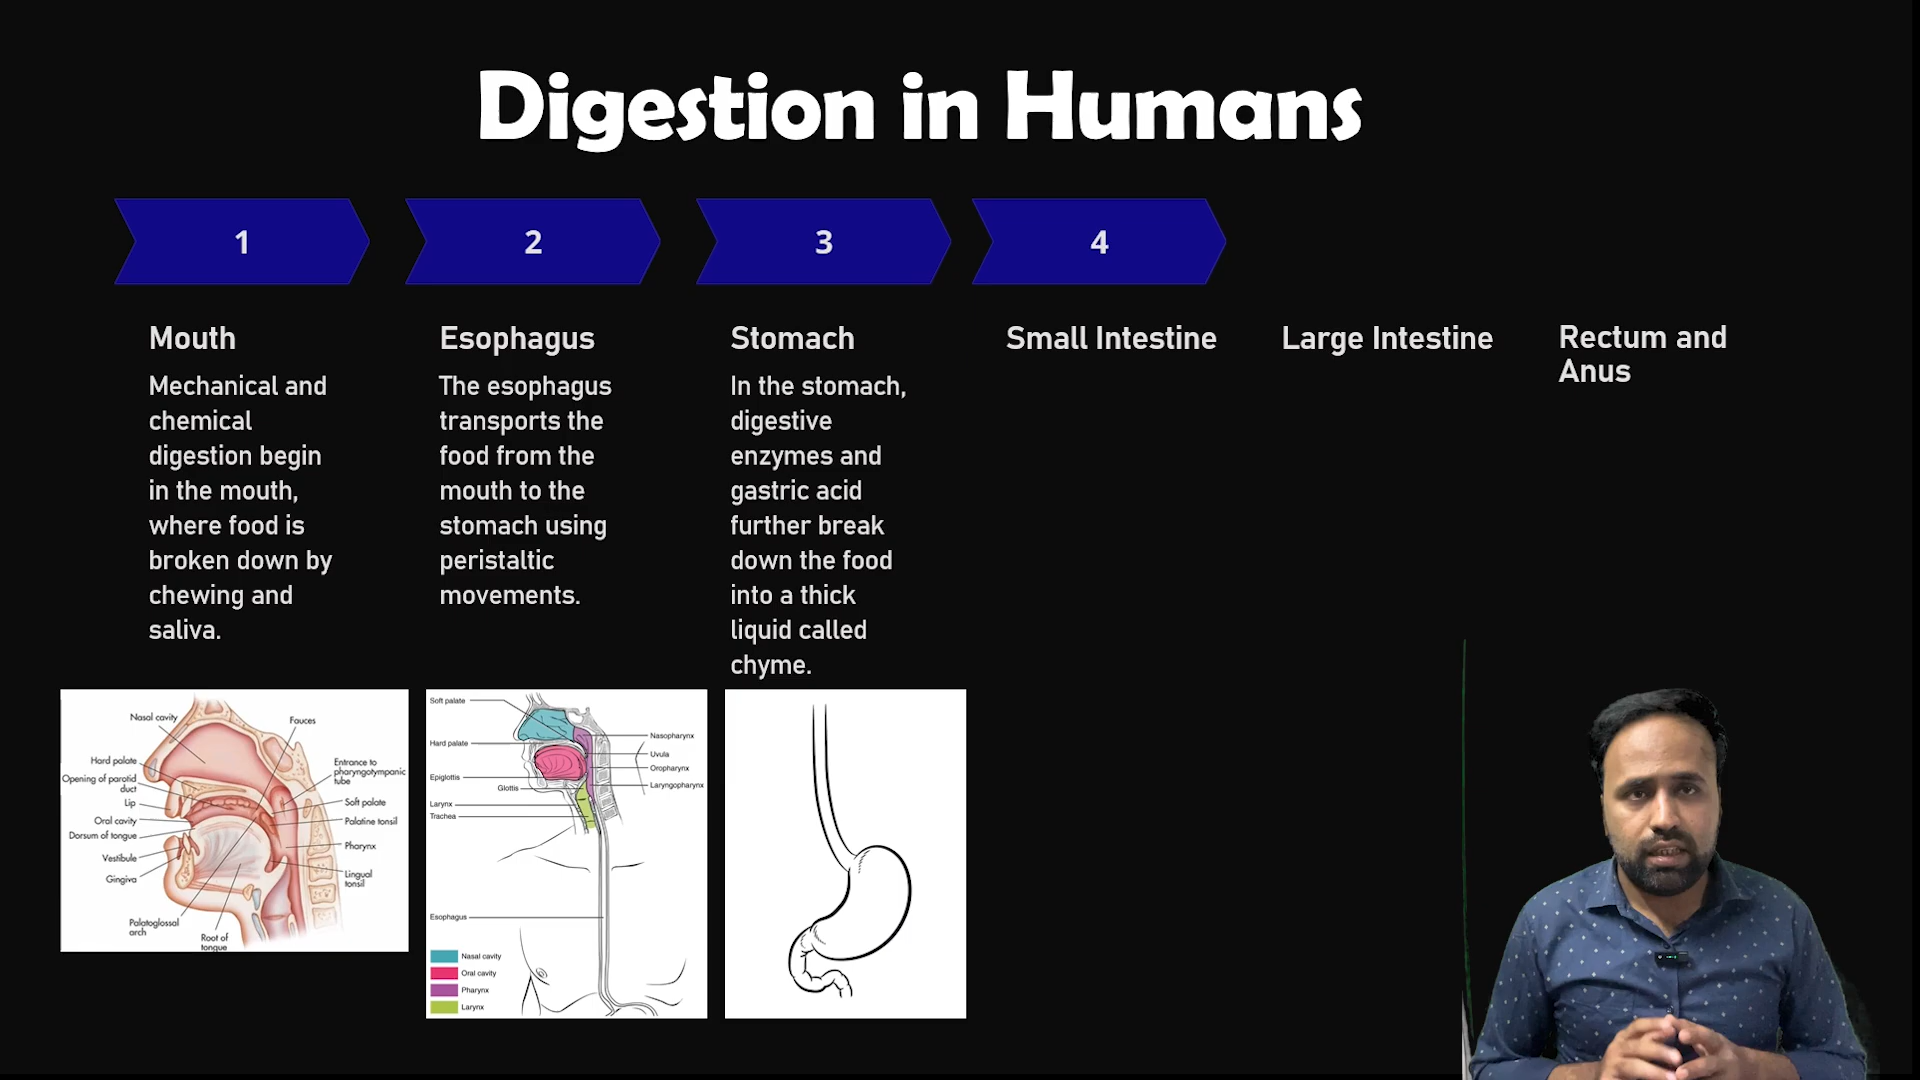 Digestion in Humans
1
2
3
4
Mouth
Mechanical and
chemical
digestion begin
in the mouth,
where food is
broken down by
chewing and
saliva.
Esophagus
The esophagus
transports the
food from the
mouth to the
stomach using
peristaltic
movements.
Stomach
In the stomach,
digestive
enzymes and
gastric acid
further break
down the food
into a thick
liquid called
chyme.
Small Intestine
Large Intestine
Rectum and
Anus
Nasal cavity
Fauces
Hard palate
Opening of parotid
duct
Lip
Oral cavity
Dorsum of tongue
Vestibule
Gingiva
Palatoglossal
arch
Root of
tongue
Entrance to
pharyngotympanic
tube
Soft palate
Palatine tonsil
Pharynx
Lingual
tonsil
Soft palate
Hard palate
Epiglottis
Glottis
Larynx
Trachea
Esophagus
Nasopharynx
Uvula
Oropharynx
Laryngopharynx
Nasal cavity
Oral cavity
Pharynx
Larynx